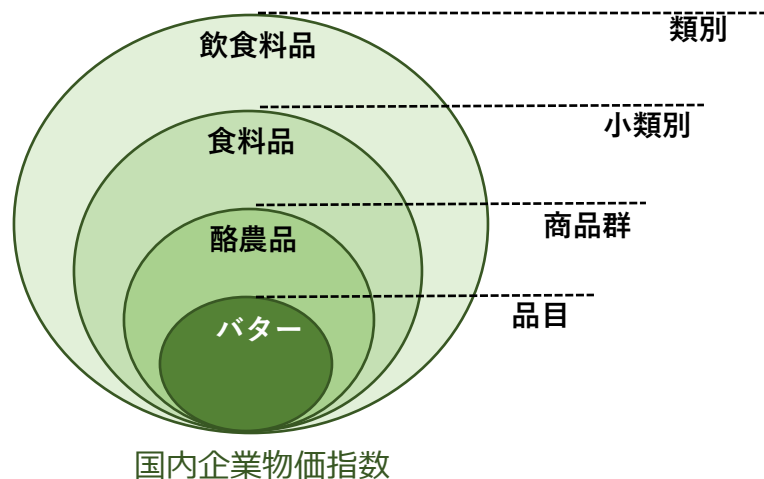 飲食料品
類別
食料品
小類別
酪農品
商品群
バター
品目
国内企業物価指数